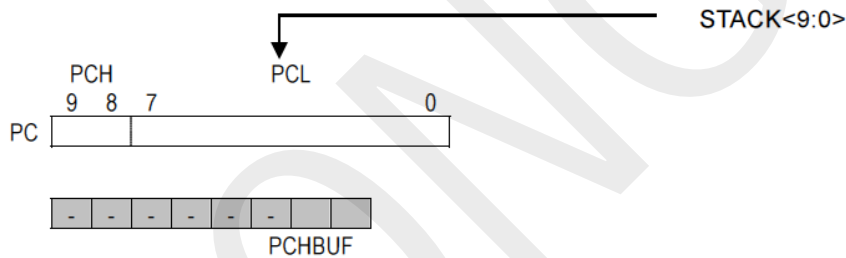 STACK<9:0>
PCH PCL
9 8 7 0
PC
- - - - - -
PCHBUF